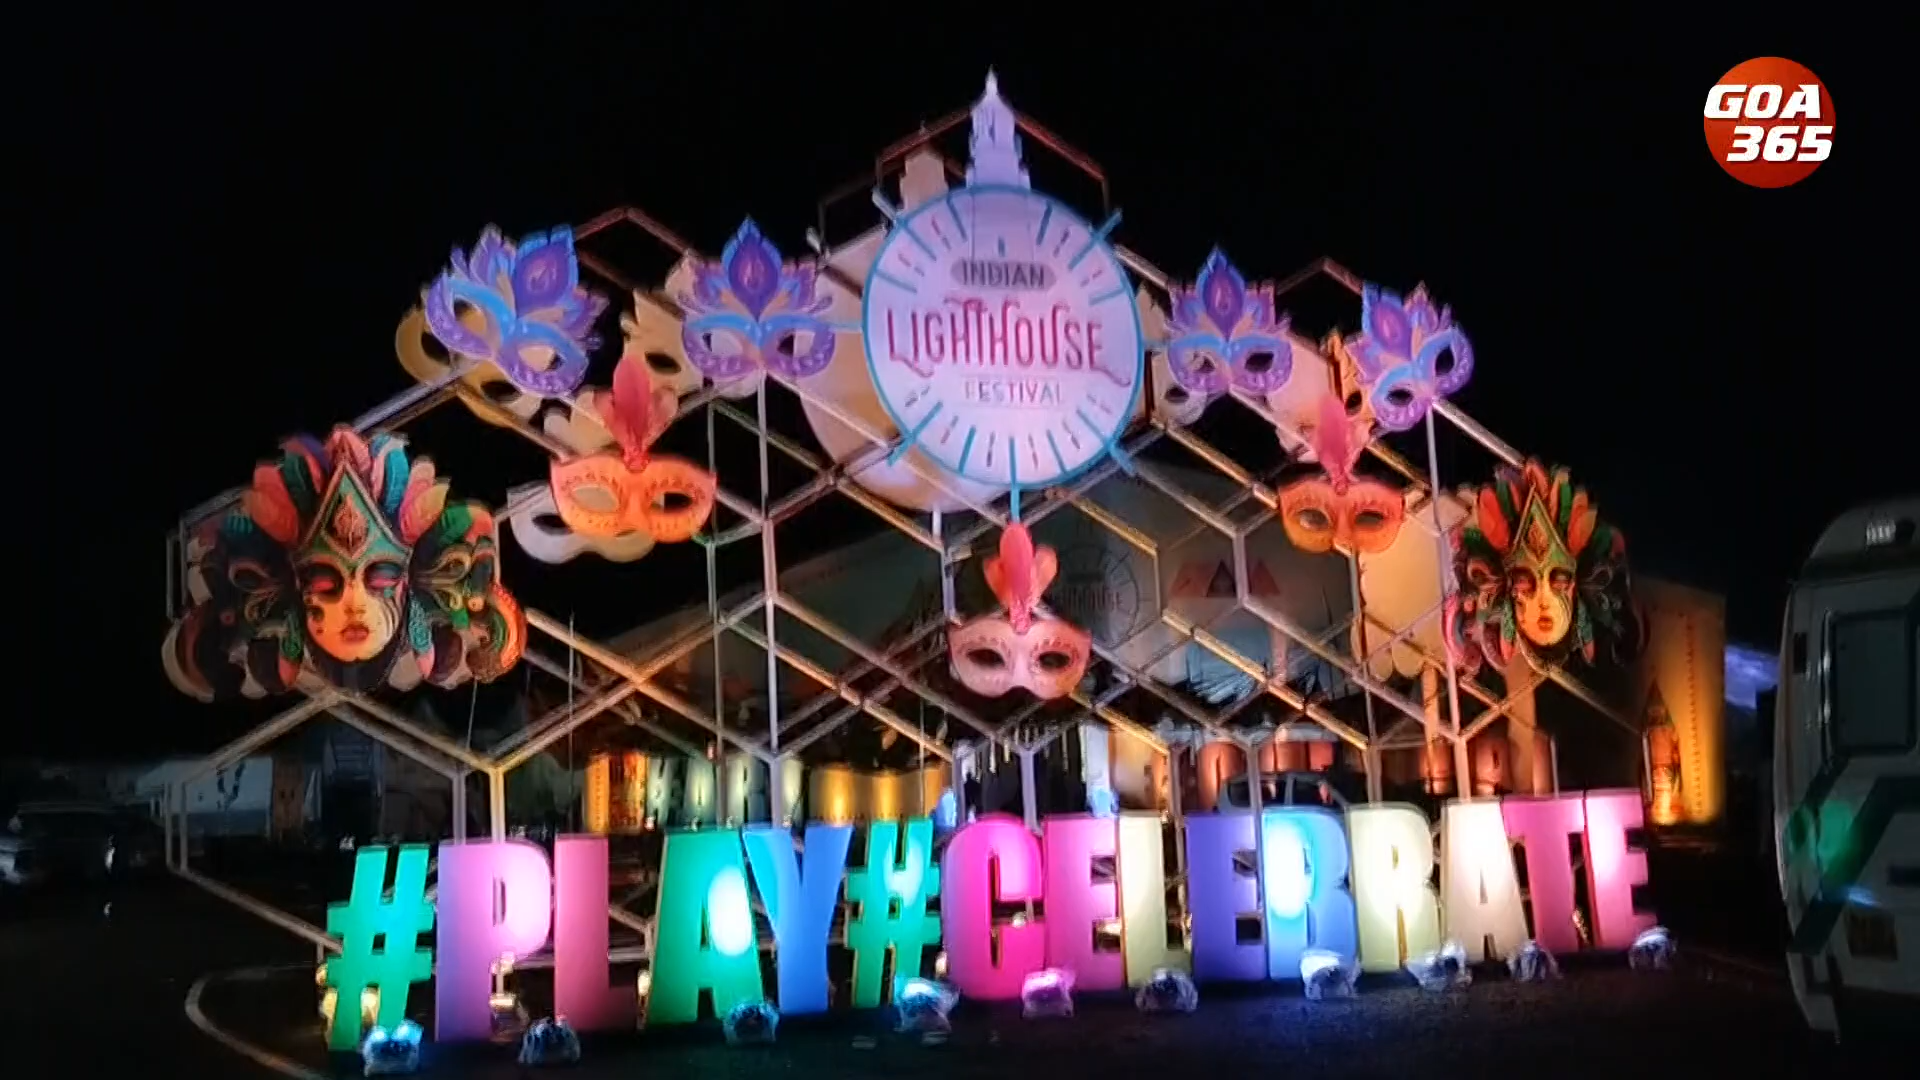 GOA
365
INDIAN
LIGHTHOUSE
FESTIVAL
#PLAY#CELEBRATE